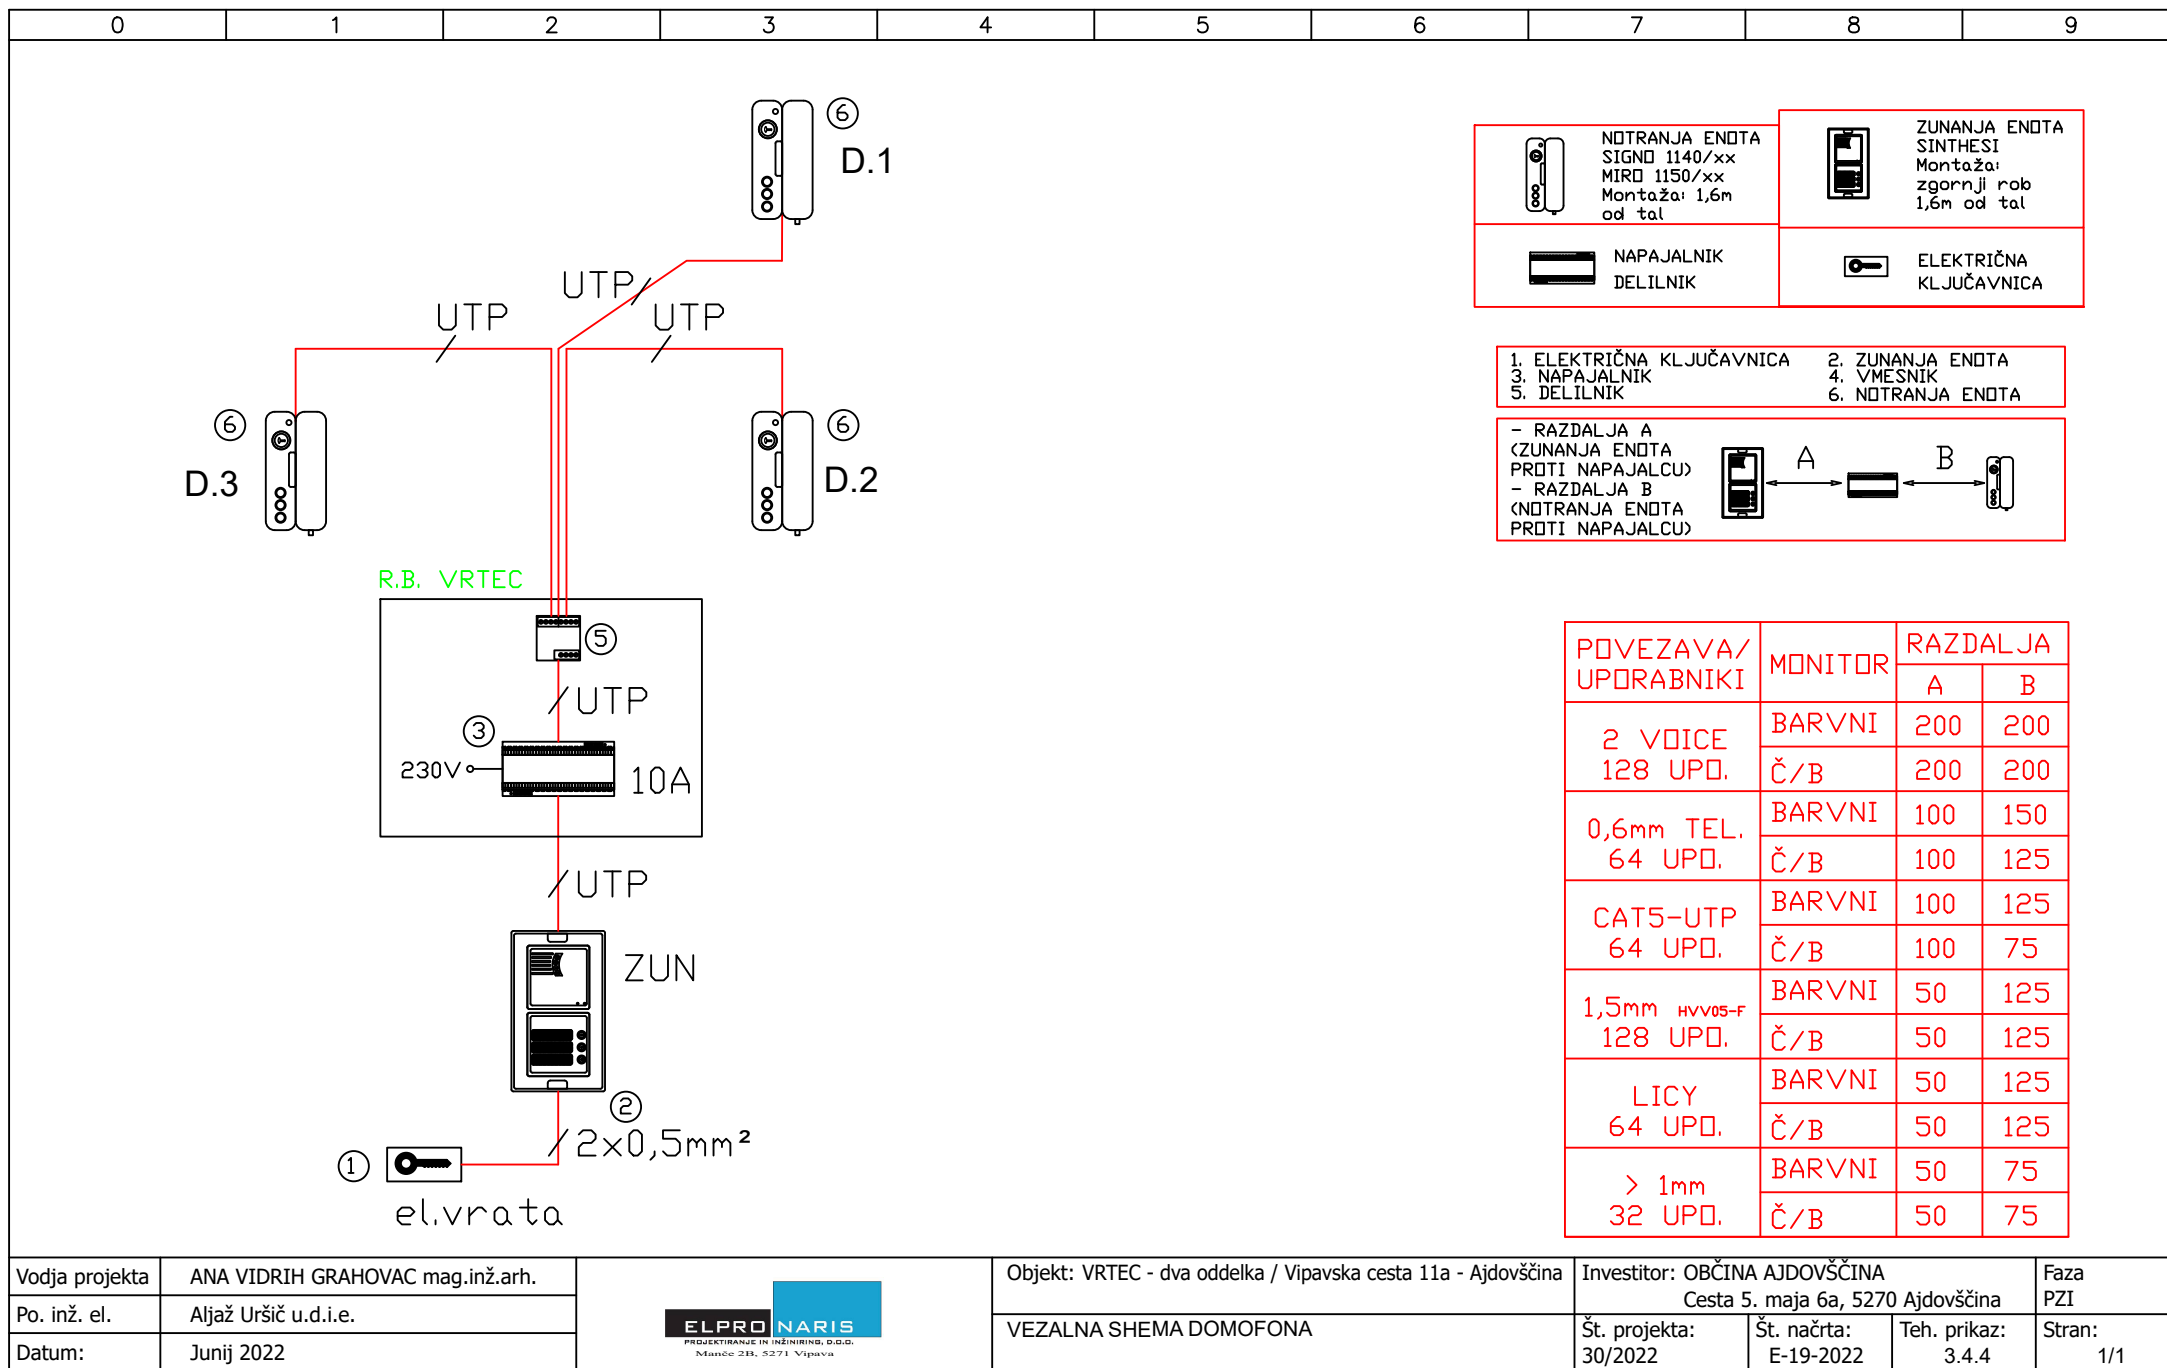 0 1 2 3 4 5 6 7 8 9
6
D.1
UTP
UTP
UTP
6
D.3
6
D.2
R.B. VRTEC
5
UTP
3
230V
10A
UTP
ZUN
2
2x0,5mm²
1
el.vrata
NOTRANJA ENOTA
SIGNO 1140/xx
MIRO 1150/xx
Montaža: 1,6m
od tal
ZUNANJA ENOTA
SINTHESI
Montaža:
zgornji rob
1,6m od tal
NAPAJALNIK
DELILNIK
ELEKTRIČNA
KLJUČAVNICA
1. ELEKTRIČNA KLJUČAVNICA 2. ZUNANJA ENOTA
3. NAPAJALNIK 4. VMESNIK
5. DELILNIK 6. NOTRANJA ENOTA
- RAZDALJA A
(ZUNANJA ENOTA
PROTI NAPAJALCU)
- RAZDALJA B
(NOTRANJA ENOTA
PROTI NAPAJALCU)
A B
POVEZAVA/
UPORABNIKI
MONITOR
RAZDALJA
A B
2 VOICE
128 UPO.
BARVNI 200 200
Č/B 200 200
0,6mm TEL.
64 UPO.
BARVNI 100 150
Č/B 100 125
CAT5-UTP
64 UPO.
BARVNI 100 125
Č/B 100 75
1,5mm HVV05-F
128 UPO.
BARVNI 50 125
Č/B 50 125
LICY
64 UPO.
BARVNI 50 125
Č/B 50 125
> 1mm
32 UPO.
BARVNI 50 75
Č/B 50 75
Vodja projekta ANA VIDRIH GRAHOVAC mag.inž.arh.
Po. inž. el. Aljaž Uršič u.d.i.e.
Datum: Junij 2022
ELPRO NARIS
PROJEKTIRANJE IN INŽINIRING, D.O.O.
Manče 2B, 5271 Vipava
Objekt: VRTEC - dva oddelka / Vipavska cesta 11a - Ajdovščina
VEZALNA SHEMA DOMOFONA
Investitor: OBČINA AJDOVŠČINA
Cesta 5. maja 6a, 5270 Ajdovščina
Faza
PZI
Št. projekta:
30/2022
Št. načrta:
E-19-2022
Teh. prikaz:
3.4.4
Stran:
1/1